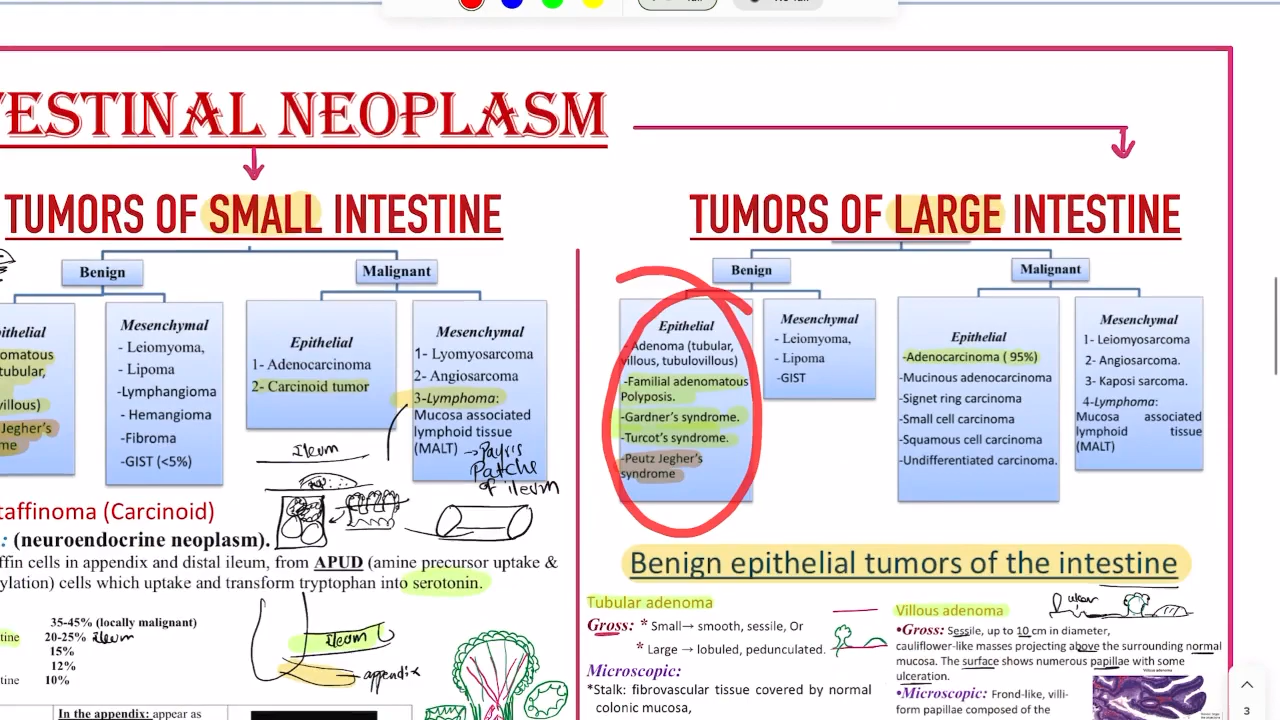 TESTINAL NEOPLASM
TUMORS OF SMALL INTESTINE
Benign
Malignant
ithelial
omatous
tubular,
villous)
Jegher's
me
Mesenchymal
- Leiomyoma,
- Lipoma
-Lymphangioma
- Hemangioma
-Fibroma
-GIST (<5%)
Epithelial
1- Adenocarcinoma
2- Carcinoid tumor
Mesenchymal
1- Lyomyosarcoma
2- Angiosarcoma
3-Lymphoma:
Mucosa associated
lymphoid tissue
(MALT)
Payris
Patche
of ileum
Ileum
taffinoma (Carcinoid)
: (neuroendocrine neoplasm).
ffin cells in appendix and distal ileum, from APUD (amine precursor uptake &
ylation) cells which uptake and transform tryptophan into serotonin.
35-45% (locally malignant)
tine 20-25% ileum
15%
12%
tine 10%
Ileum
appendix
In the appendix: appear as
TUMORS OF LARGE INTESTINE
Benign
Malignant
Epithelial
- Adenoma (tubular,
villous, tubulovillous)
-Familial adenomatous
Polyposis.
-Gardner's syndrome.
-Turcot's syndrome.
-Peutz Jegher's
syndrome
Mesenchymal
- Leiomyoma,
- Lipoma
-GIST
Epithelial
-Adenocarcinoma ( 95%)
-Mucinous adenocarcinoma
-Signet ring carcinoma
-Small cell carcinoma
-Squamous cell carcinoma
-Undifferentiated carcinoma.
Mesenchymal
1- Leiomyosarcoma
2- Angiosarcoma.
3- Kaposi sarcoma.
4-Lymphoma:
Mucosa associated
lymphoid tissue
(MALT)
Benign epithelial tumors of the intestine
Tubular adenoma
Gross: * Small→ smooth, sessile, Or
* Large → lobuled, pedunculated.
Microscopic:
*Stalk: fibrovascular tissue covered by normal
colonic mucosa,
Villous adenoma
•Gross: Sessile, up to 10 cm in diameter,
cauliflower-like masses projecting above the surrounding normal
mucosa. The surface shows numerous papillae with some
ulceration.
Villous adenoma
•Microscopic: Frond-like, villi-
form papillae composed of the
3